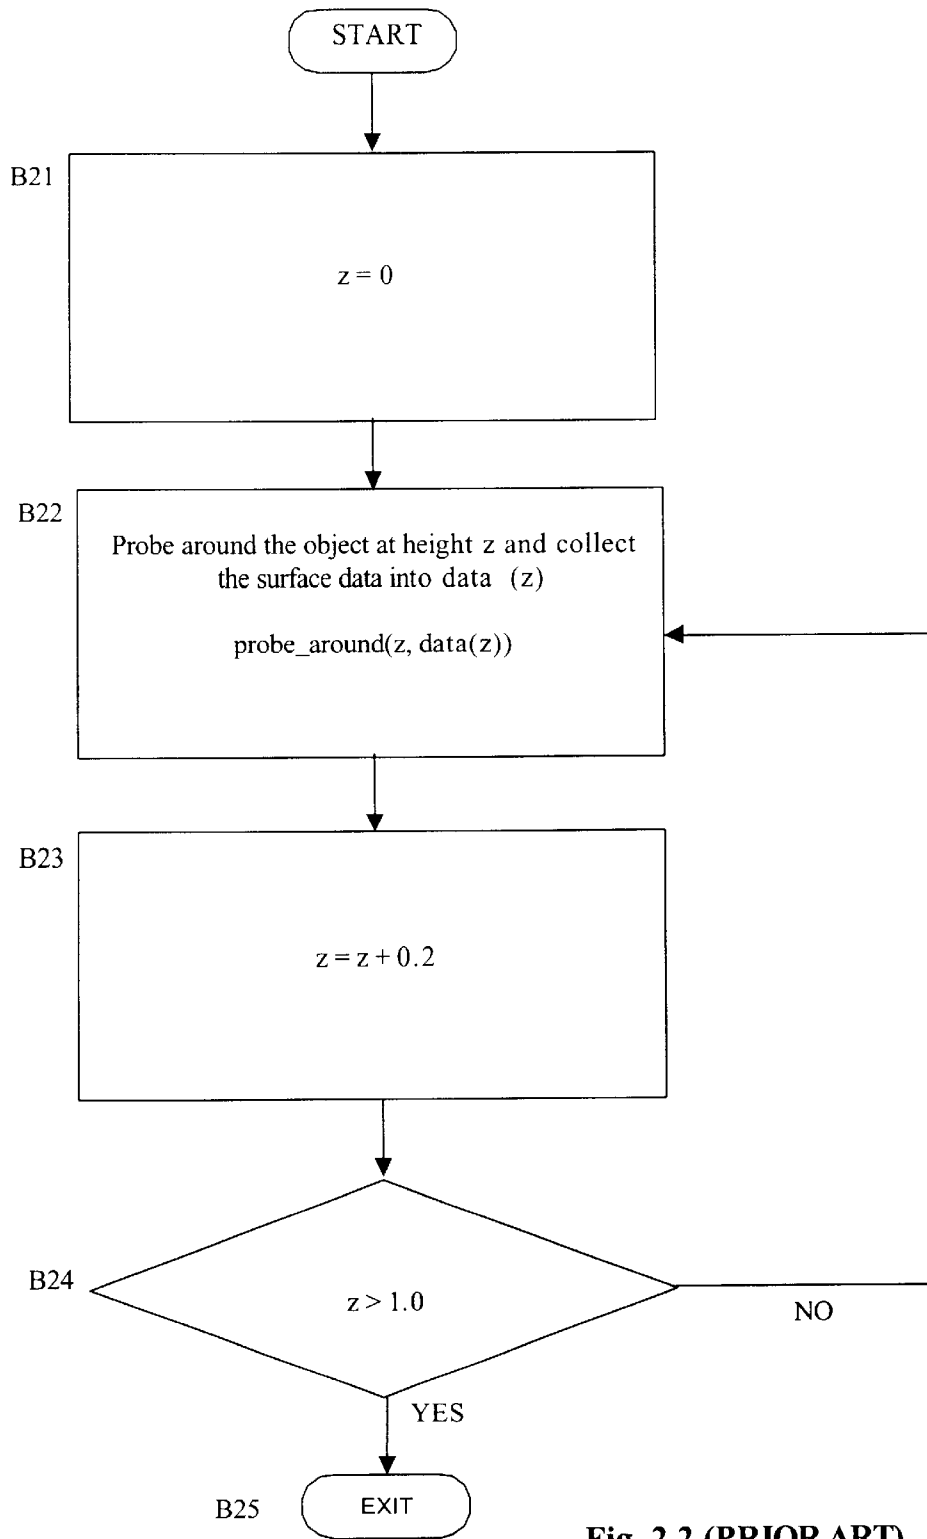 START
B21
z = 0
B22
Probe around the object at height z and collect
the surface data into data (z)
probe_around(z, data(z))
B23
z = z + 0.2
B24
z > 1.0
NO
YES
B25
EXIT
Fig. 2.2 (PRIOR ART)